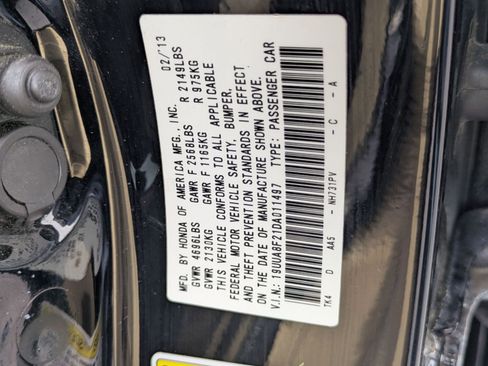 MFD. BY HONDA OF AMERICA MFG., INC. 02/13
GVWR 4696LBS GAWR F 2568LBS R 2149LBS
GVWR 2130KG GAWR F 1165KG R 975KG
THIS VEHICLE CONFORMS TO ALL APPLICABLE
FEDERAL MOTOR VEHICLE SAFETY, BUMPER,
AND THEFT PREVENTION STANDARDS IN EFFECT
ON THE DATE OF MANUFACTURE SHOWN ABOVE.
V.I.N.: 19UUA8F21DA011497 TYPE: PASSENGER CAR
TK4 D AA5 - NH731PV - C - A